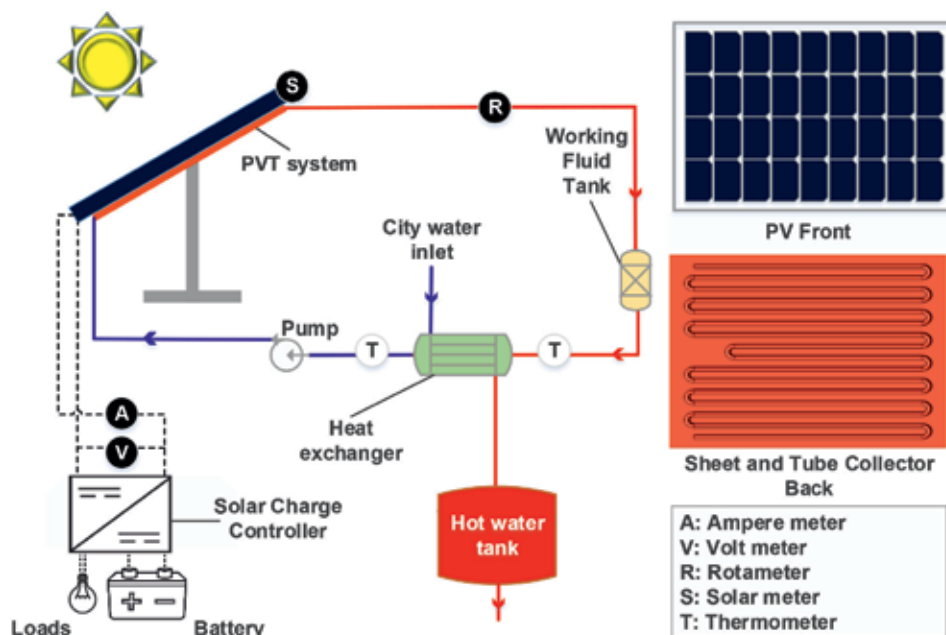 S
R
PVT system
Working
Fluid
Tank
PV Front
City water
inlet
Pump
T
T
A
V
Heat
exchanger
Sheet and Tube Collector
Back
Solar Charge
Controller
Hot water
tank
A: Ampere meter
V: Volt meter
R: Rotameter
S: Solar meter
T: Thermometer
Loads
Battery